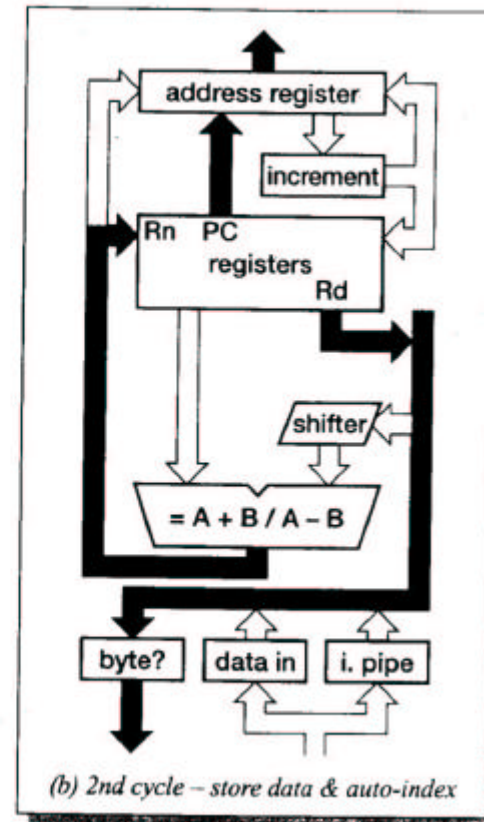 address register
increment
Rn PC
registers
Rd
shifter
= A + B / A – B
byte?
data in
i. pipe
(b) 2nd cycle – store data & auto-index